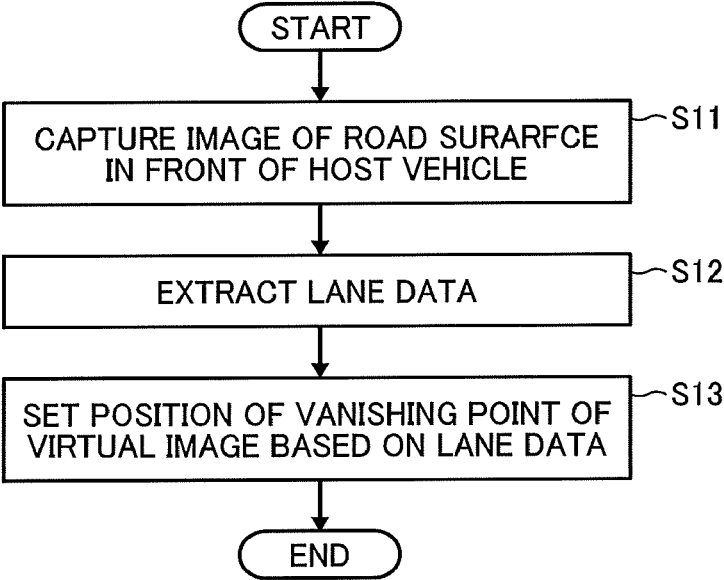 START
CAPTURE IMAGE OF ROAD SURARFCE
IN FRONT OF HOST VEHICLE
S11
EXTRACT LANE DATA
S12
SET POSITION OF VANISHING POINT OF
VIRTUAL IMAGE BASED ON LANE DATA
S13
END